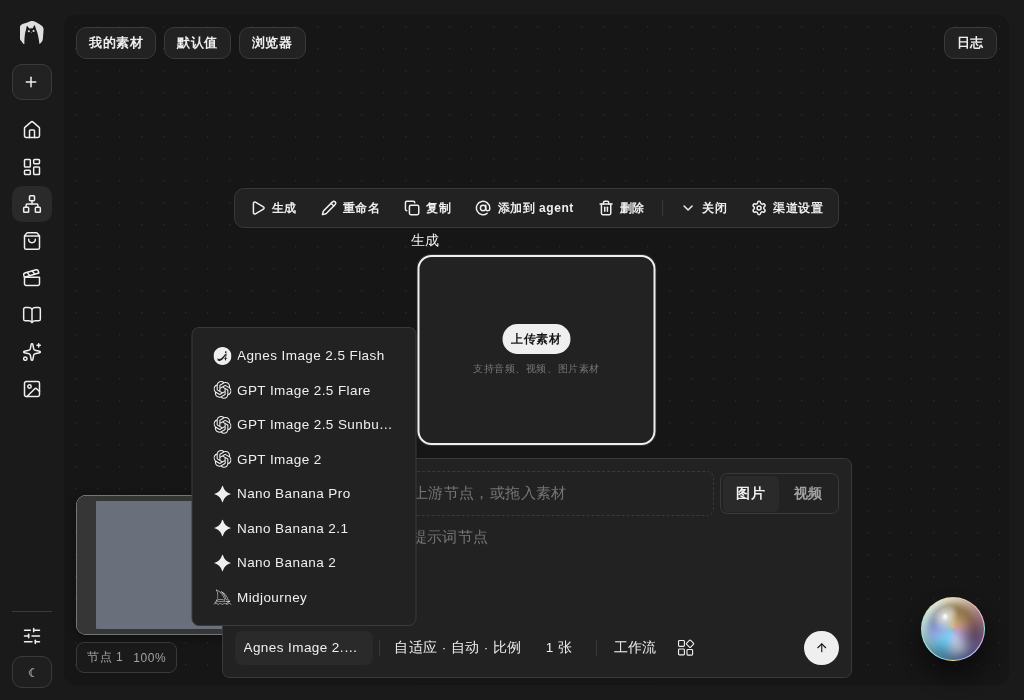 我的素材 默认值 浏览器 日志
生成 重命名 复制 添加到 agent 删除 关闭 渠道设置
生成
上传素材
支持音频、视频、图片素材
Agnes Image 2.5 Flash
GPT Image 2.5 Flare
GPT Image 2.5 Sunbu…
GPT Image 2
Nano Banana Pro
Nano Banana 2.1
Nano Banana 2
Midjourney
上游节点，或拖入素材 图片 视频
提示词节点
Agnes Image 2.… 自适应 · 自动 · 比例 1 张 工作流
节点 1 100%